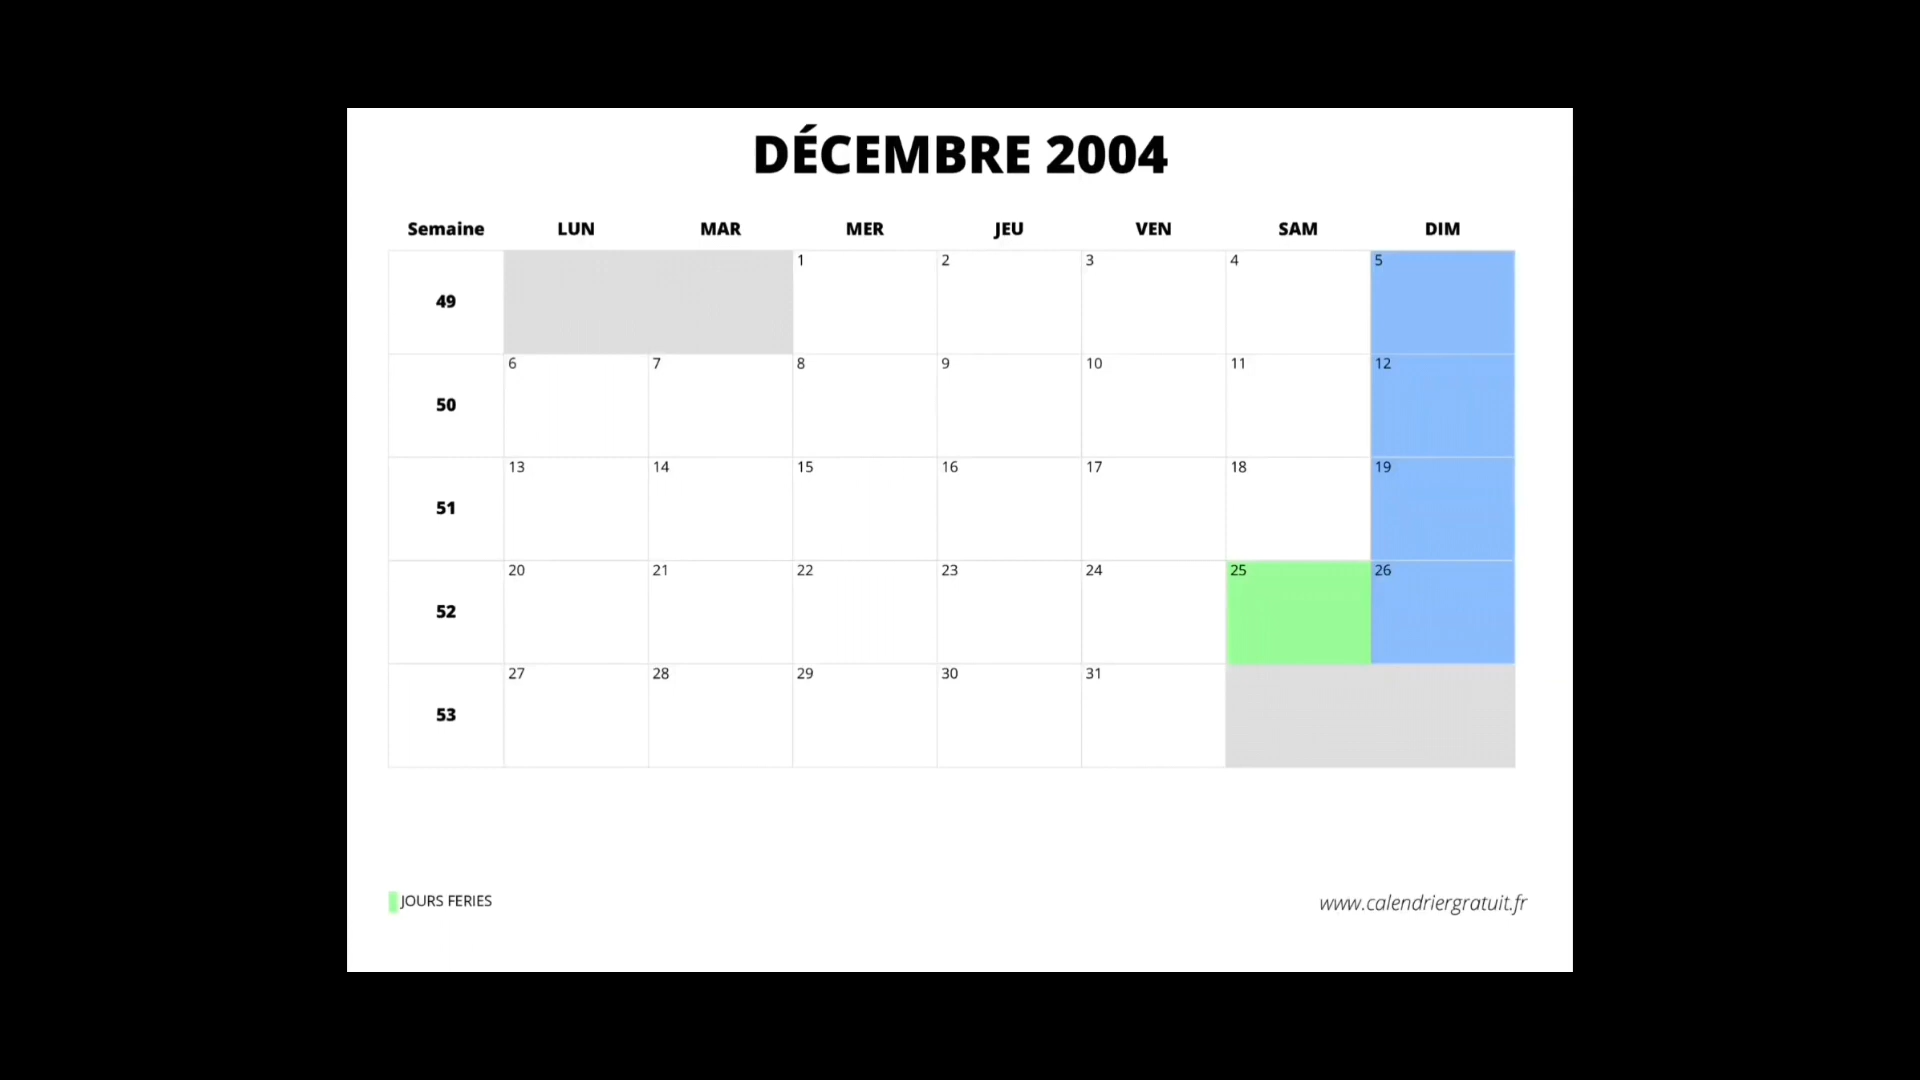 DÉCEMBRE 2004
Semaine LUN MAR MER JEU VEN SAM DIM
49 1 2 3 4 5
50 6 7 8 9 10 11 12
51 13 14 15 16 17 18 19
52 20 21 22 23 24 25 26
53 27 28 29 30 31
JOURS FERIES
www.calendriergratuit.fr